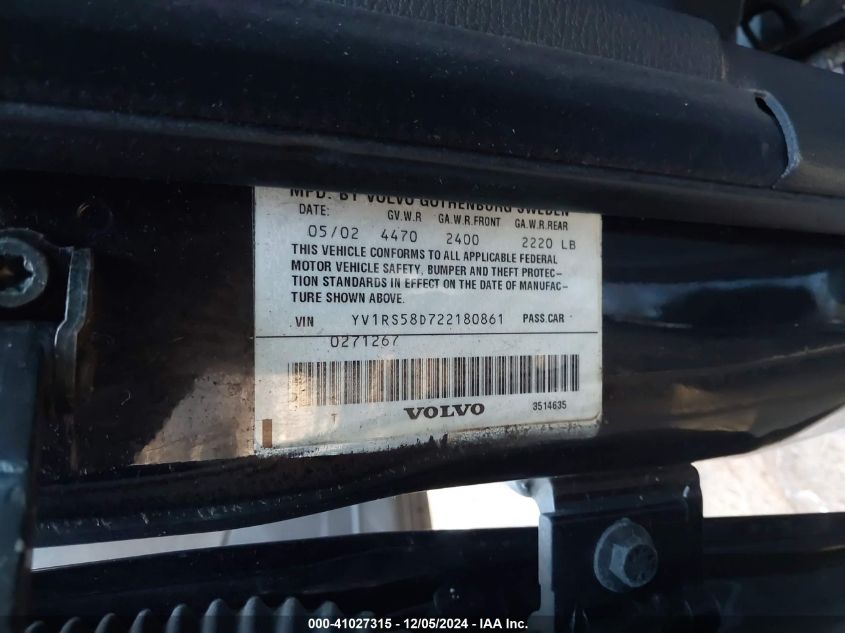 MFD. BY VOLVO GOTHENBURG SWEDEN
DATE: GV.W.R GA.W.R.FRONT GA.W.R.REAR
05/02 4470 2400 2220 LB
THIS VEHICLE CONFORMS TO ALL APPLICABLE FEDERAL
MOTOR VEHICLE SAFETY, BUMPER AND THEFT PROTEC-
TION STANDARDS IN EFFECT ON THE DATE OF MANUFAC-
TURE SHOWN ABOVE.
VIN YV1RS58D722180861 PASS.CAR
0271267
T VOLVO 3514635
000-41027315 - 12/05/2024 - IAA Inc.